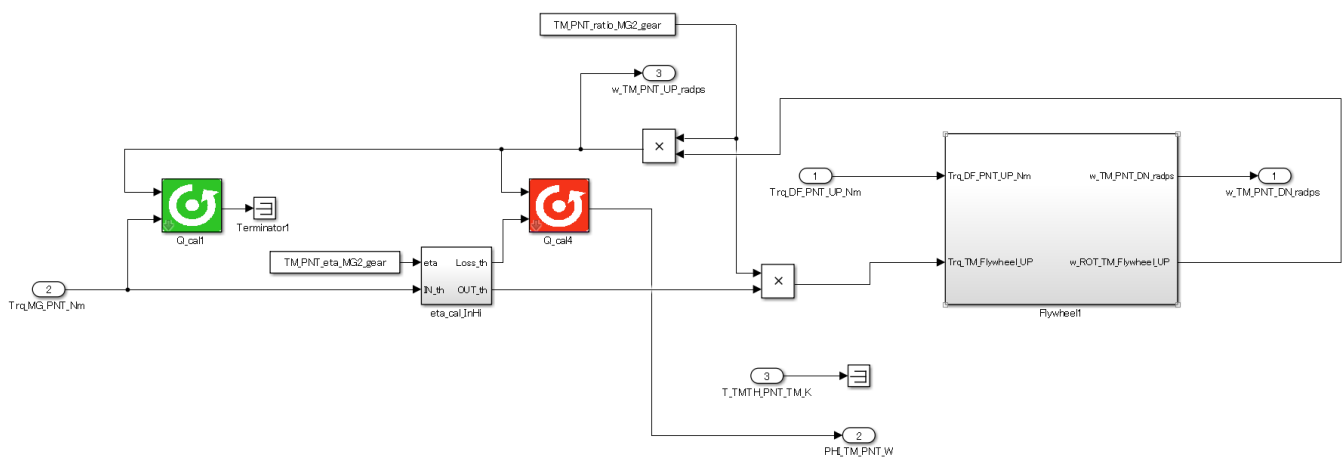 TM_PNT_ratio_MG2_gear
3
w_TM_PNT_UP_radps
×
1
Trq_DF_PNT_UP_Nm
Trq_DF_PNT_UP_Nm
w_TM_PNT_DN_radps
1
w_TM_PNT_DN_radps
Q_cal1
Terminator1
Q_cal4
TM_PNT_eta_MG2_gear
eta
Loss_th
IN_th
OUT_th
eta_cal_InHi
2
Trq_MG_PNT_Nm
×
Trq_TM_Flywheel_UP
w_ROT_TM_Flywheel_UP
Flywheel1
3
T_TMTH_PNT_TM_K
2
PHI_TM_PNT_W